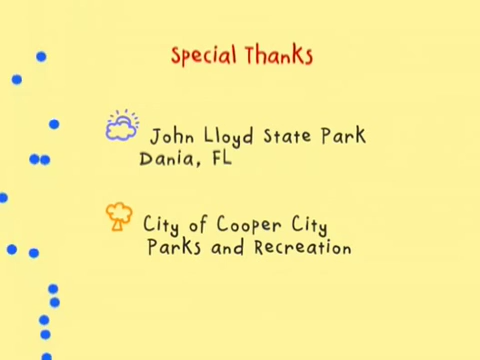 Special Thanks
John Lloyd State Park
Dania, FL
City of Cooper City
Parks and Recreation